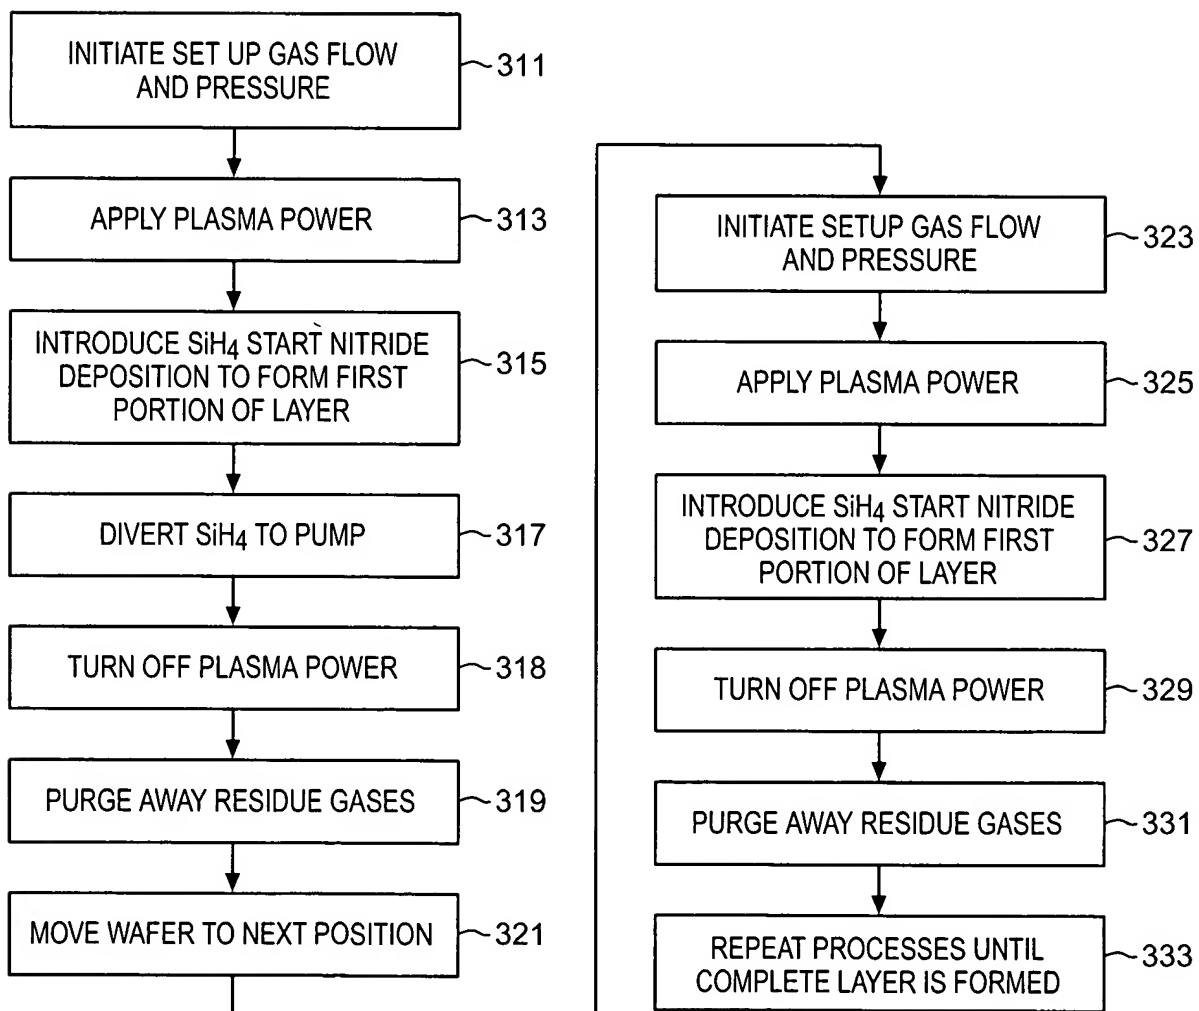 INITIATE SET UP GAS FLOW
AND PRESSURE
311
APPLY PLASMA POWER
313
INTRODUCE SiH4 START NITRIDE
DEPOSITION TO FORM FIRST
PORTION OF LAYER
315
DIVERT SiH4 TO PUMP
317
TURN OFF PLASMA POWER
318
PURGE AWAY RESIDUE GASES
319
MOVE WAFER TO NEXT POSITION
321
INITIATE SETUP GAS FLOW
AND PRESSURE
323
APPLY PLASMA POWER
325
INTRODUCE SiH4 START NITRIDE
DEPOSITION TO FORM FIRST
PORTION OF LAYER
327
TURN OFF PLASMA POWER
329
PURGE AWAY RESIDUE GASES
331
REPEAT PROCESSES UNTIL
COMPLETE LAYER IS FORMED
333